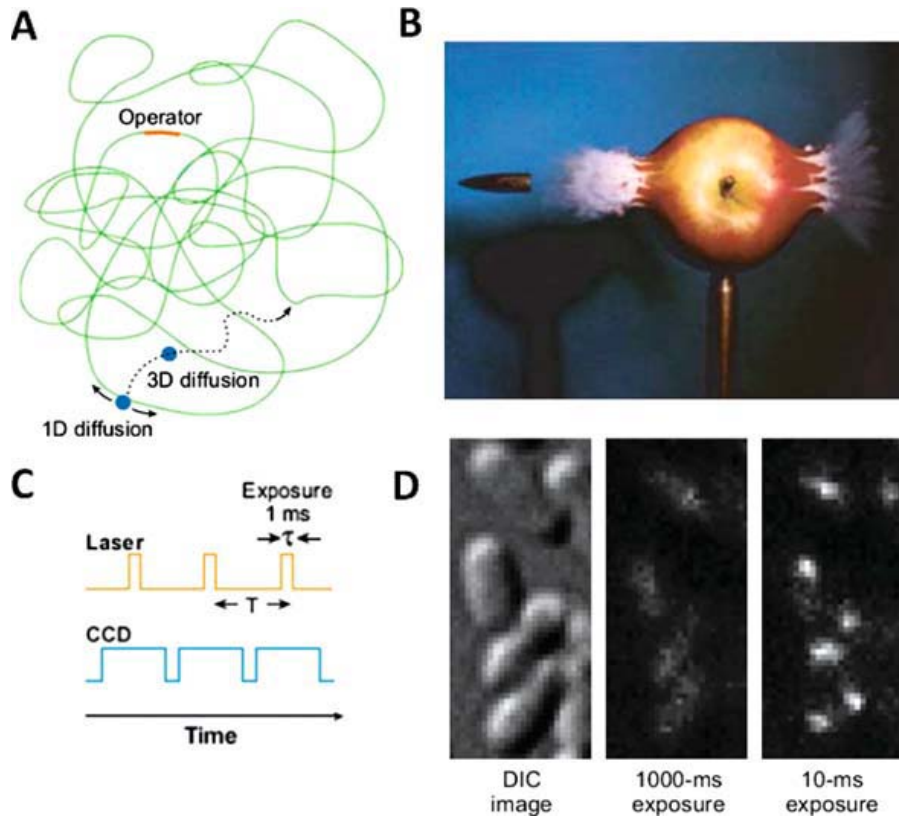 A
Operator
3D diffusion
1D diffusion
B
C
Exposure
1 ms
Laser
τ
T
CCD
Time
D
DIC
image
1000-ms
exposure
10-ms
exposure